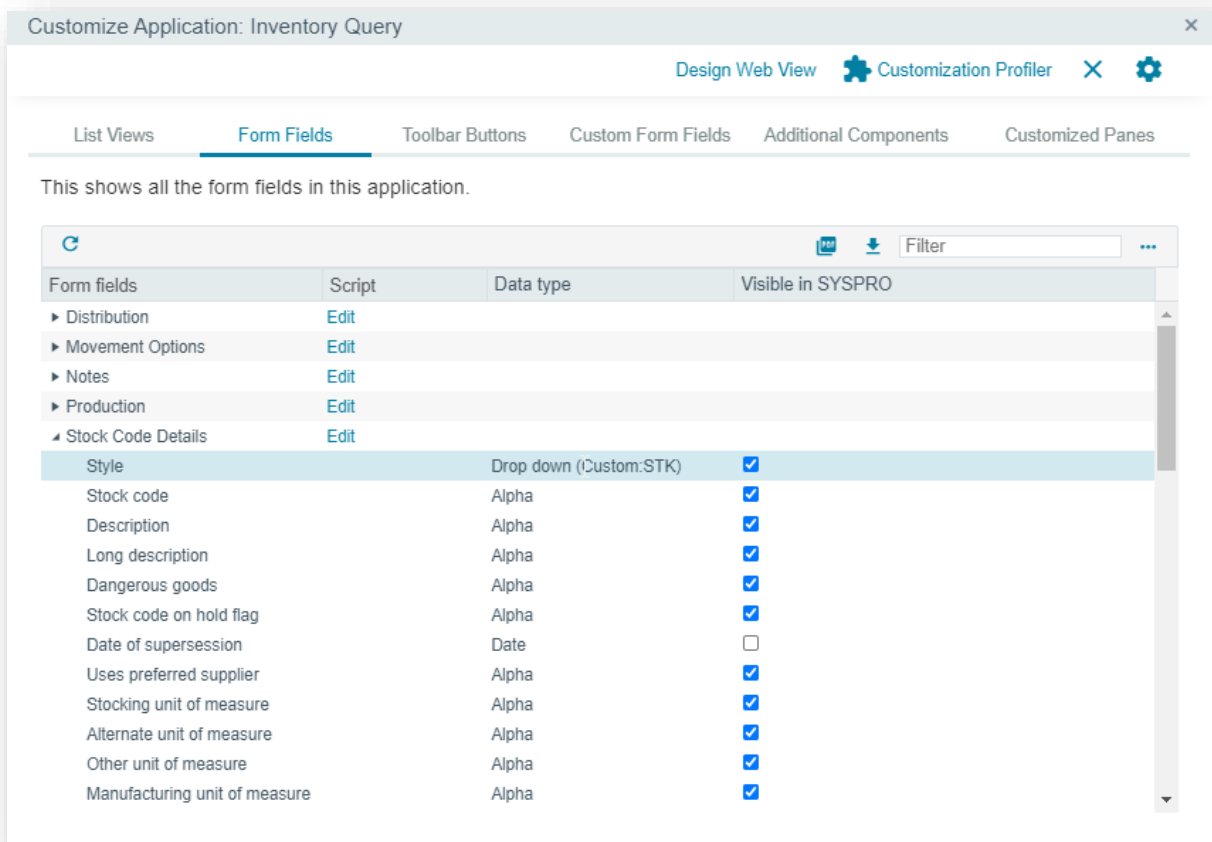 Customize Application: Inventory Query
Design Web View Customization Profiler
List Views Form Fields Toolbar Buttons Custom Form Fields Additional Components Customized Panes
This shows all the form fields in this application.
PDF Filter
Form fields Script Data type Visible in SYSPRO
Distribution Edit
Movement Options Edit
Notes Edit
Production Edit
Stock Code Details Edit
Style Drop down (Custom:STK)
Stock code Alpha
Description Alpha
Long description Alpha
Dangerous goods Alpha
Stock code on hold flag Alpha
Date of supersession Date
Uses preferred supplier Alpha
Stocking unit of measure Alpha
Alternate unit of measure Alpha
Other unit of measure Alpha
Manufacturing unit of measure Alpha